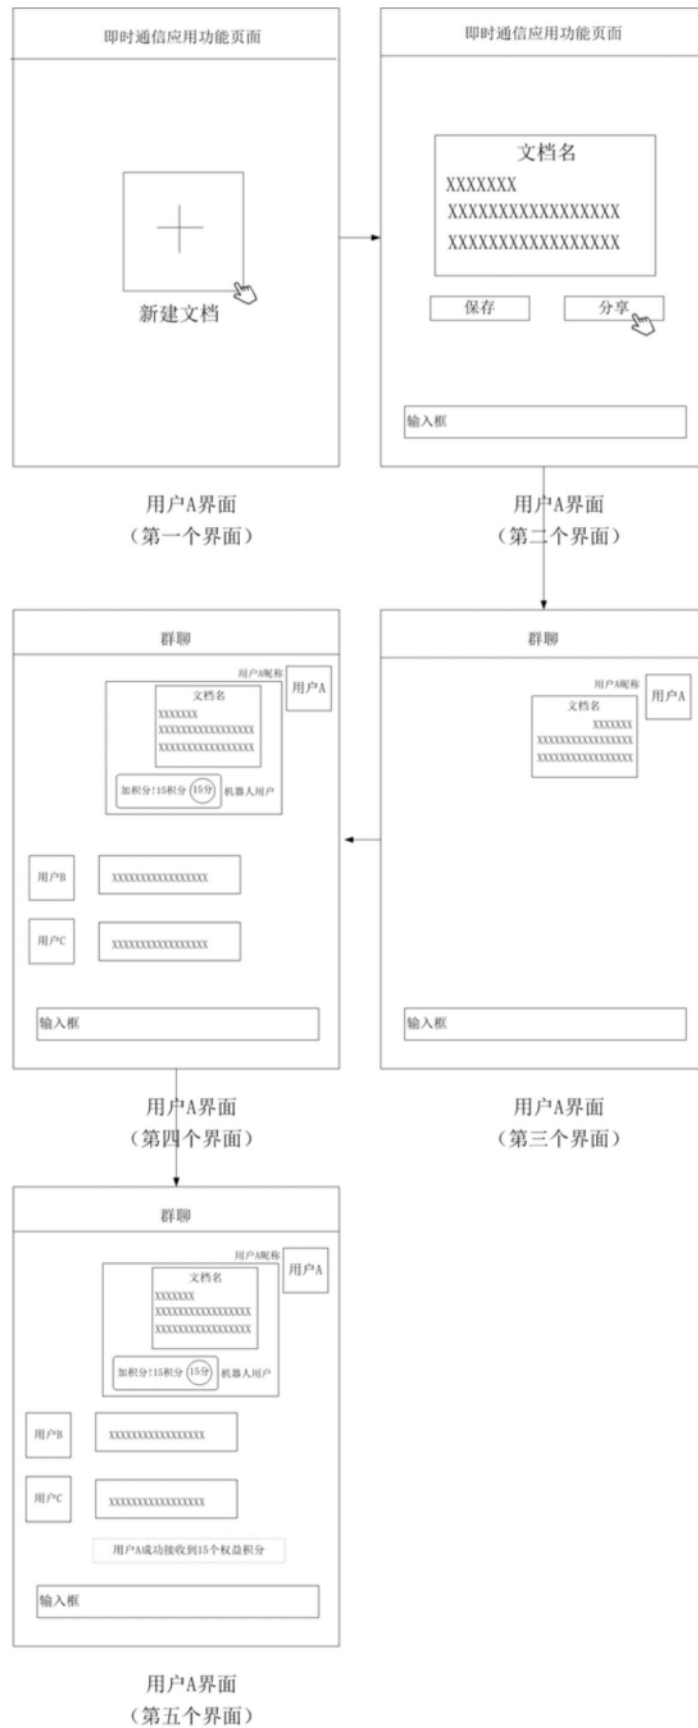 即时通信应用功能页面
新建文档
用户A界面
（第一个界面）
即时通信应用功能页面
文档名
XXXXXXX
XXXXXXXXXXXXXXXXX
XXXXXXXXXXXXXXXXX
保存
分享
输入框
用户A界面
（第二个界面）
群聊
用户A昵称
用户A
文档名
XXXXXXX
XXXXXXXXXXXXXXXXX
XXXXXXXXXXXXXXXXX
输入框
用户A界面
（第三个界面）
群聊
用户A昵称
用户A
文档名
XXXXXXX
XXXXXXXXXXXXXXXXX
XXXXXXXXXXXXXXXXX
加积分!15积分 15分 机器人用户
用户B
XXXXXXXXXXXXXXXXX
用户C
XXXXXXXXXXXXXXXXX
输入框
用户A界面
（第四个界面）
群聊
用户A昵称
用户A
文档名
XXXXXXX
XXXXXXXXXXXXXXXXX
XXXXXXXXXXXXXXXXX
加积分!15积分 15分 机器人用户
用户B
XXXXXXXXXXXXXXXXX
用户C
XXXXXXXXXXXXXXXXX
用户A成功接收到15个权益积分
输入框
用户A界面
（第五个界面）